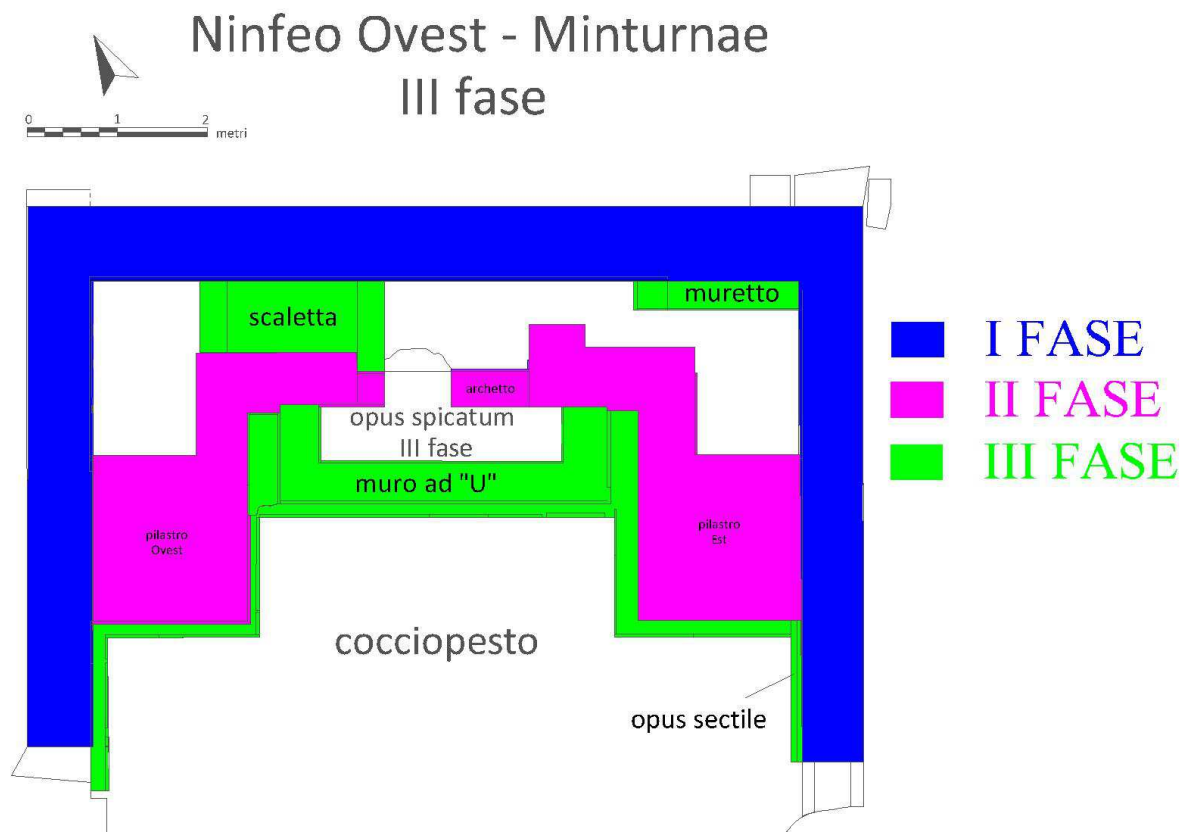 Ninfeo Ovest - Minturnae
III fase
0 1 2
metri
scaletta
muretto
archetto
opus spicatum
III fase
muro ad "U"
pilastro
Ovest
pilastro
Est
cocciopesto
opus sectile
I FASE
II FASE
III FASE